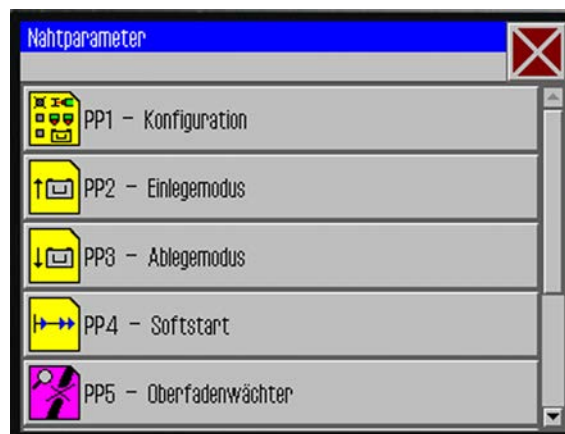 Nahtparameter
PP1 - Konfiguration
PP2 - Einlegemodus
PP3 - Ablegemodus
PP4 - Softstart
PP5 - Oberfadenwächter